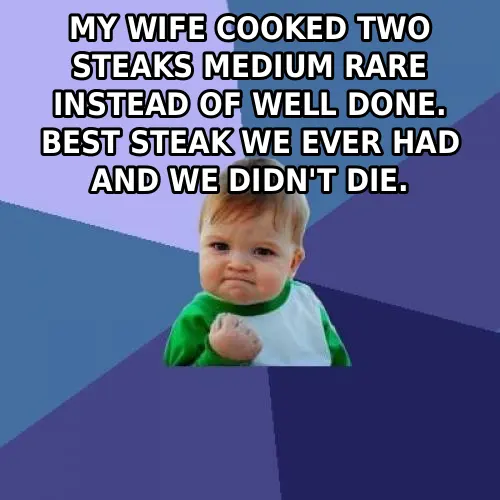 MY WIFE COOKED TWO
STEAKS MEDIUM RARE
INSTEAD OF WELL DONE.
BEST STEAK WE EVER HAD
AND WE DIDN'T DIE.